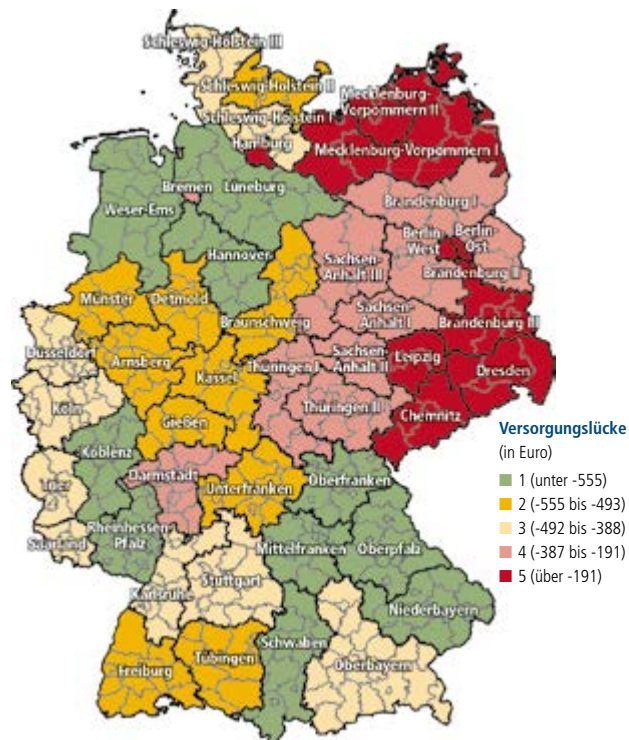 Schleswig-Holstein III
Schleswig-Holstein II
Mecklenburg-
Vorpommern II
Schleswig-Holstein I
Hamburg
Mecklenburg-Vorpommern I
Bremen
Lüneburg
Brandenburg I
Weser-Ems
Berlin-
West
Berlin-
Ost
Hannover
Sachsen-
Anhalt III
Brandenburg II
Münster
Detmold
Sachsen-
Anhalt I
Braunschweig
Brandenburg III
Düsseldorf
Arnsberg
Sachsen-
Anhalt II
Leipzig
Kassel
Thüringen I
Dresden
Köln
Thüringen II
Chemnitz
Gießen
Koblenz
Oberfranken
Darmstadt
Unterfranken
Trier
Rheinhessen-
Pfalz
Mittelfranken
Oberpfalz
Saarland
Stuttgart
Karlsruhe
Niederbayern
Schwaben
Tübingen
Oberbayern
Freiburg
Versorgungslücke
(in Euro)
1 (unter -555)
2 (-555 bis -493)
3 (-492 bis -388)
4 (-387 bis -191)
5 (über -191)